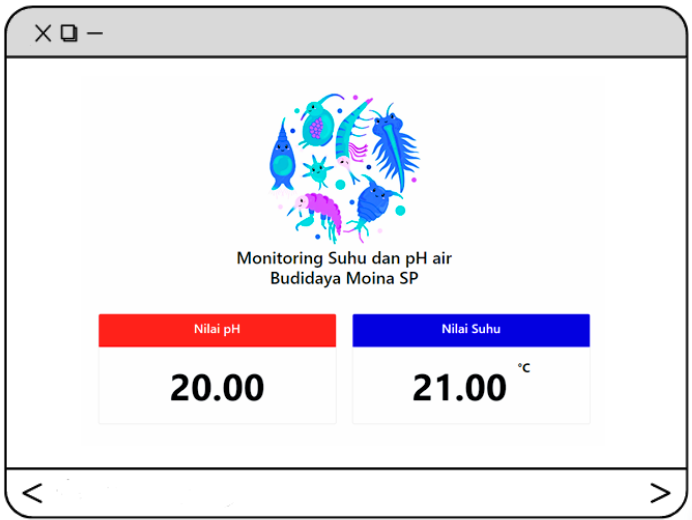 Monitoring Suhu dan pH air
Budidaya Moina SP
Nilai pH
Nilai Suhu
20.00
21.00 °C